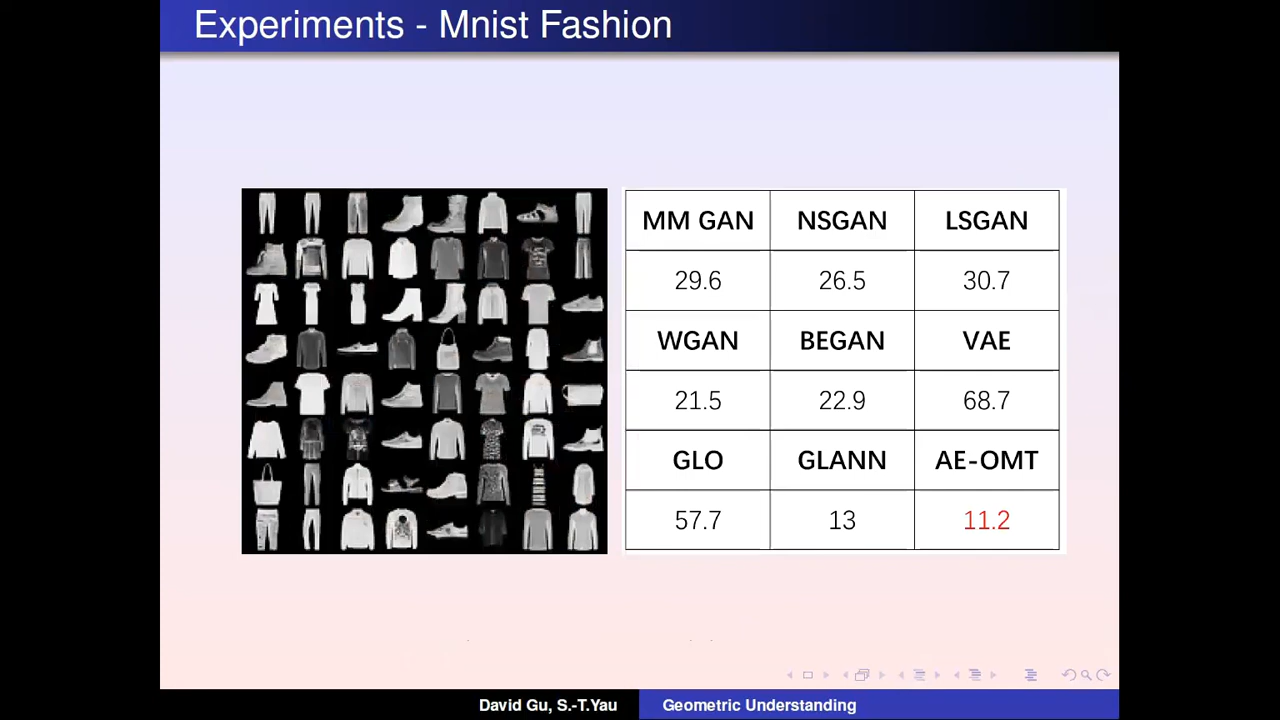 Experiments - Mnist Fashion
MM GAN NSGAN LSGAN
29.6 26.5 30.7
WGAN BEGAN VAE
21.5 22.9 68.7
GLO GLANN AE-OMT
57.7 13 11.2
David Gu, S.-T.Yau Geometric Understanding